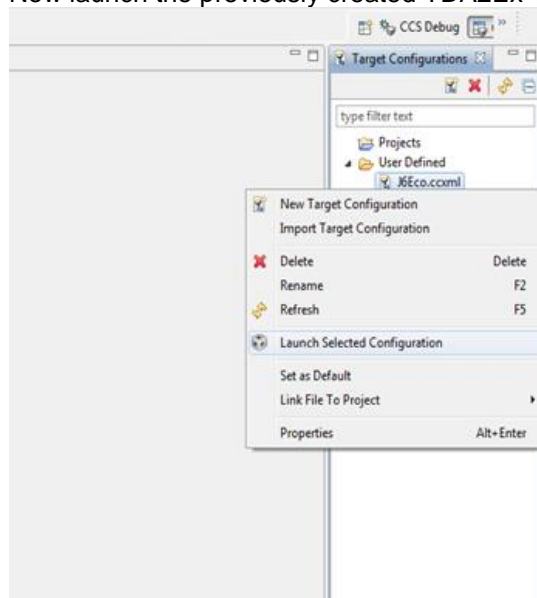 Now launch the previously created TDA2Ex
CCS Debug
Target Configurations
type filter text
Projects
User Defined
J6Eco.ccxml
New Target Configuration
Import Target Configuration
Delete Delete
Rename F2
Refresh F5
Launch Selected Configuration
Set as Default
Link File To Project
Properties Alt+Enter